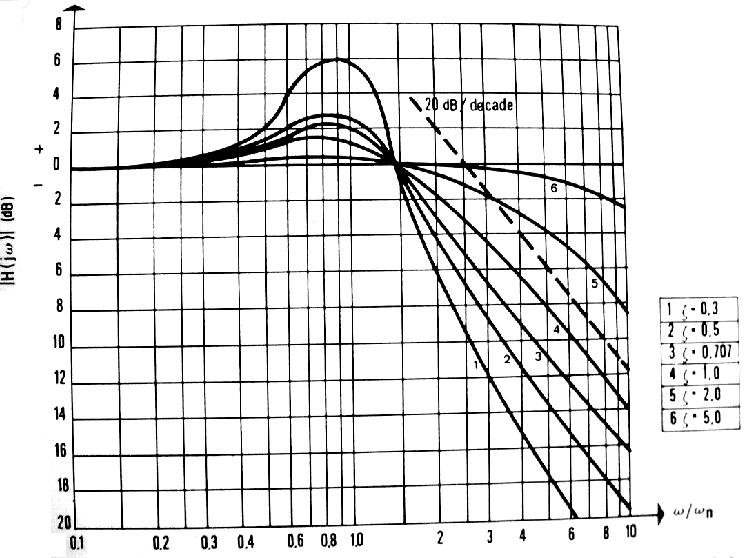 8
6
4
2
+
0
−
2
4
6
8
10
12
14
16
18
20
|H(jω)| (dB)
20 dB/decade
1
2
3
4
5
6
1 ζ = 0,3
2 ζ = 0.5
3 ζ = 0,707
4 ζ = 1,0
5 ζ = 2.0
6 ζ = 5,0
0.1 0.2 0.3 0.4 0.6 0,8 1,0 2 3 4 6 8 10
ω/ωn